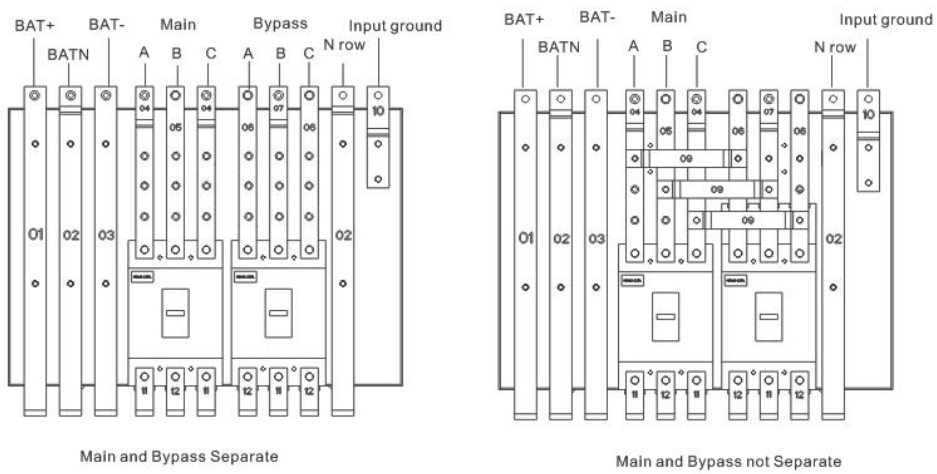 BAT+ BAT- Main Bypass Input ground
BATN A B C A B C N row
04 04 07 10
05 06 06
01 02 03 02
11 12 11 12 11 12
Main and Bypass Separate
BAT+ BAT- Main Input ground
BATN A B C N row
04 04 07 10
05 06 06
09
09
09
01 02 03 02
11 12 11 12 11 12
Main and Bypass not Separate